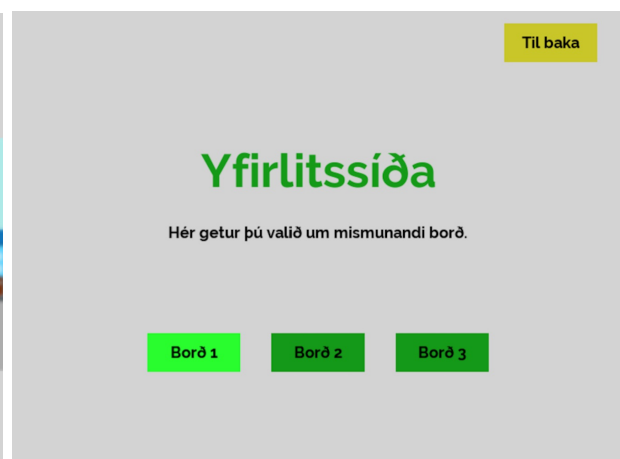 Til baka
Yfirlitssíða
Hér getur þú valið um mismunandi borð.
Borð 1
Borð 2
Borð 3